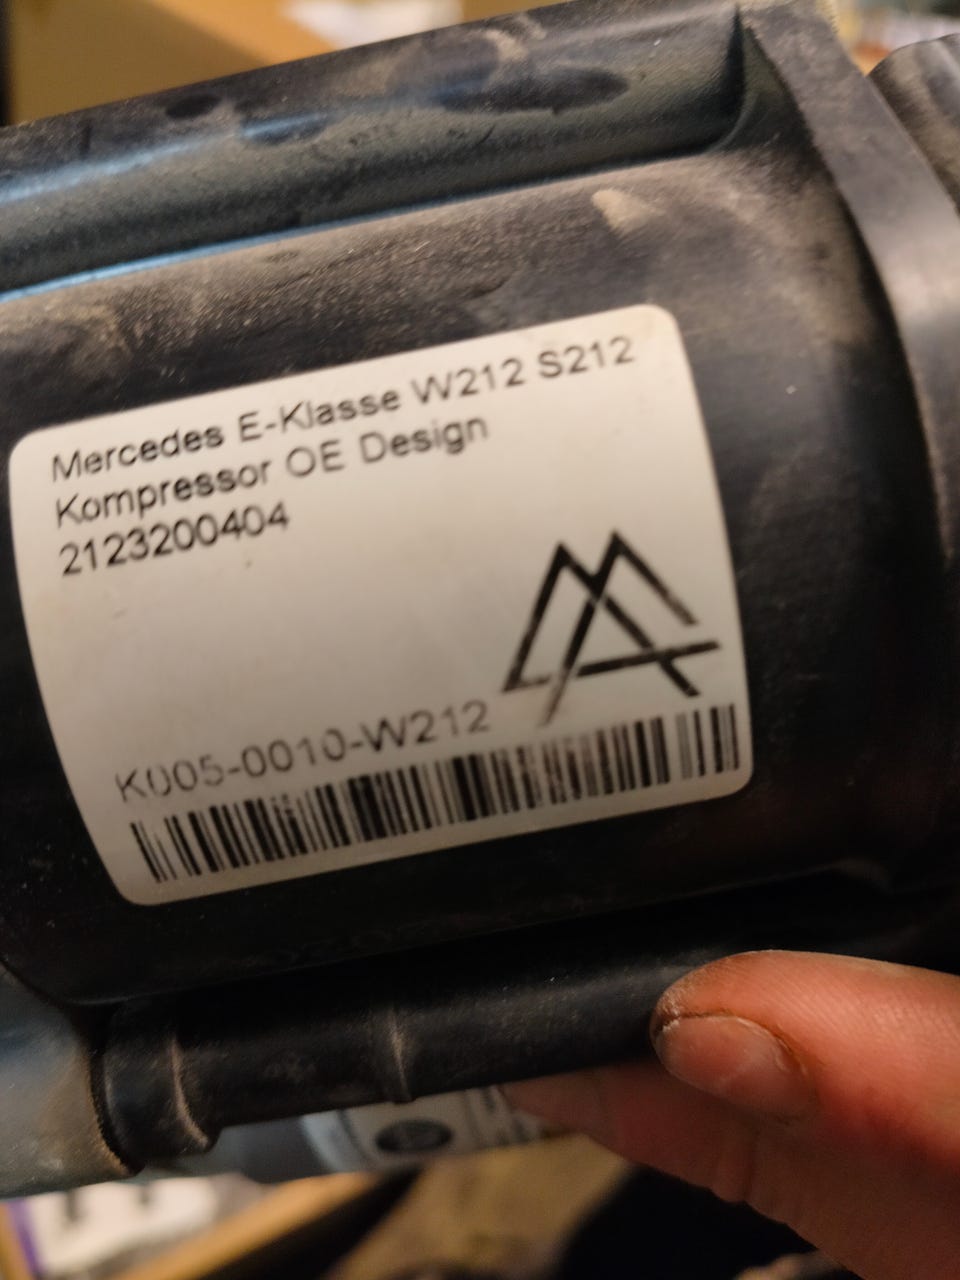 Mercedes E-Klasse W212 S212
Kompressor OE Design
2123200404
K005-0010-W212